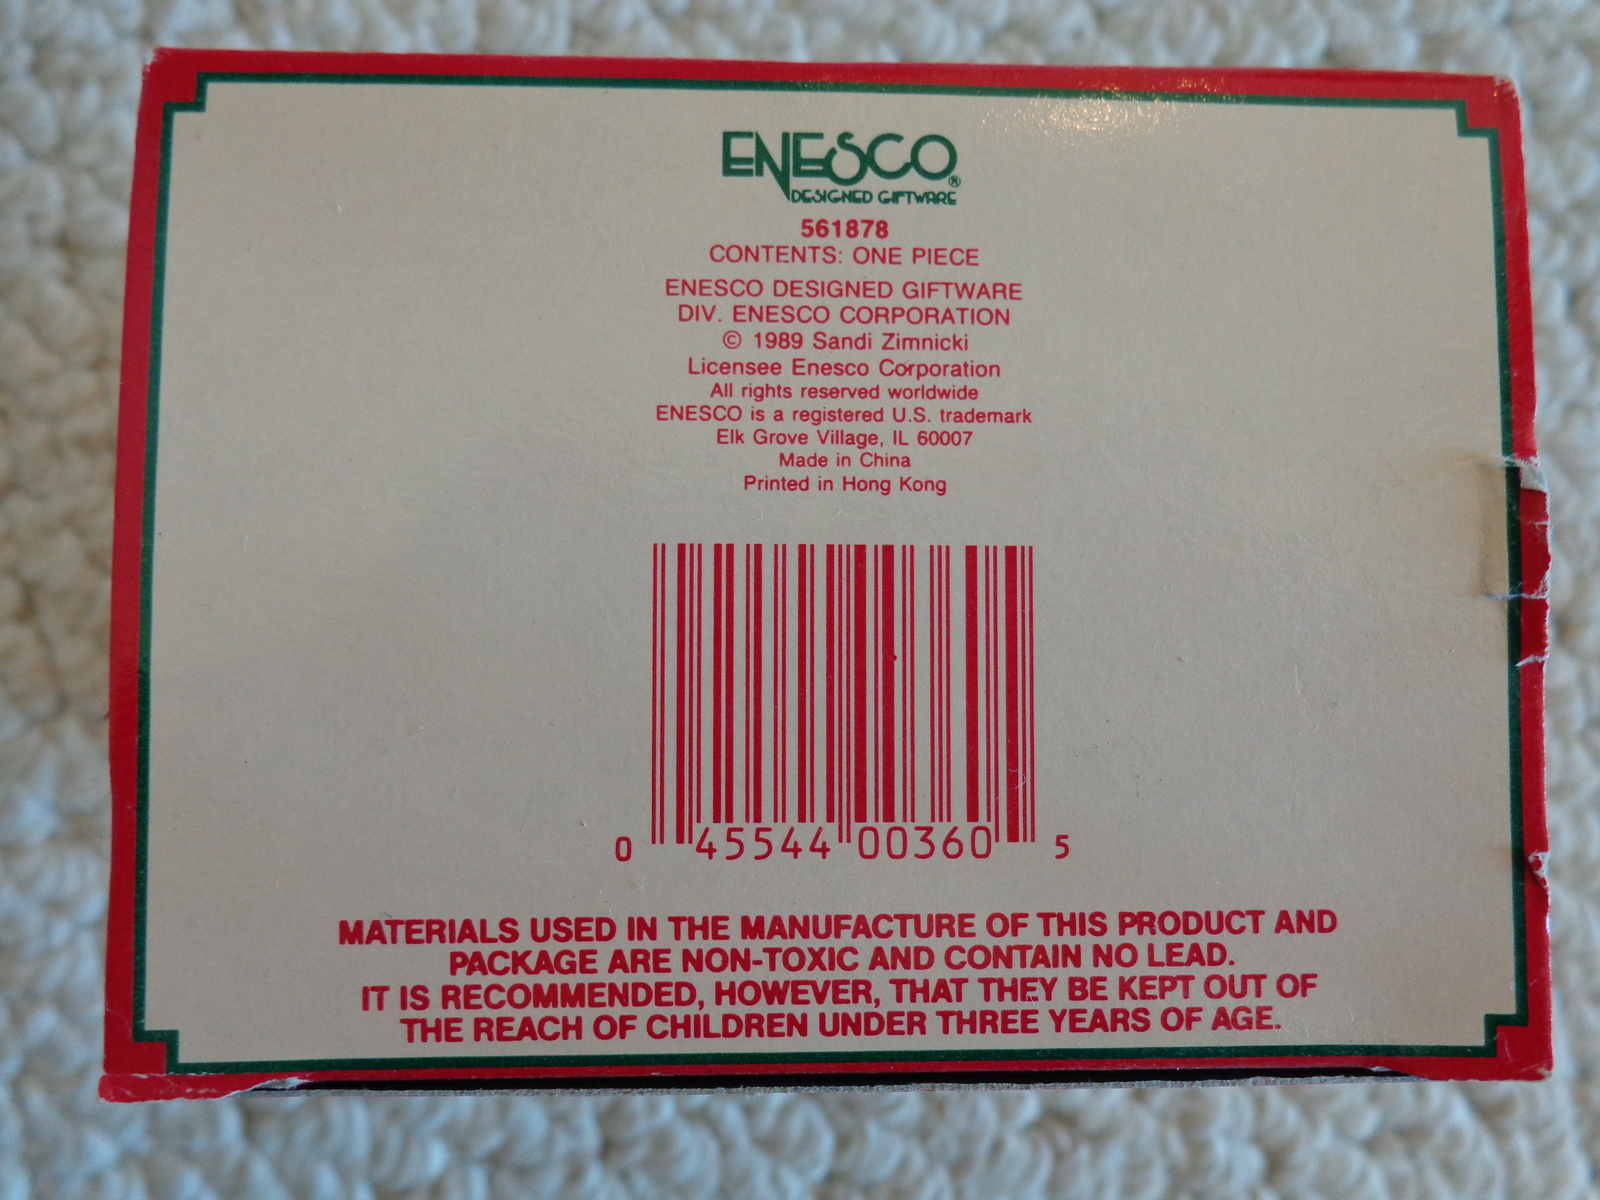 ENESCO®
DESIGNED GIFTWARE
561878
CONTENTS: ONE PIECE
ENESCO DESIGNED GIFTWARE
DIV. ENESCO CORPORATION
© 1989 Sandi Zimnicki
Licensee Enesco Corporation
All rights reserved worldwide
ENESCO is a registered U.S. trademark
Elk Grove Village, IL 60007
Made in China
Printed in Hong Kong
0 45544 00360 5
MATERIALS USED IN THE MANUFACTURE OF THIS PRODUCT AND
PACKAGE ARE NON-TOXIC AND CONTAIN NO LEAD.
IT IS RECOMMENDED, HOWEVER, THAT THEY BE KEPT OUT OF
THE REACH OF CHILDREN UNDER THREE YEARS OF AGE.